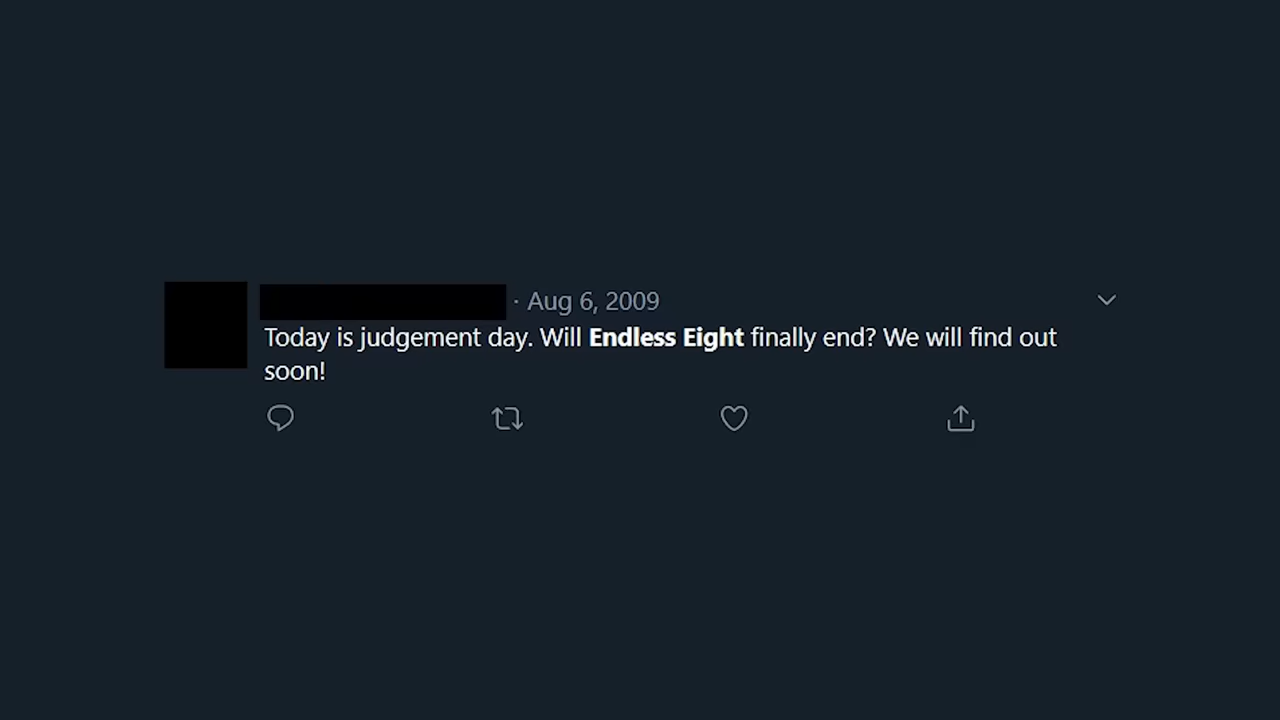 · Aug 6, 2009
Today is judgement day. Will Endless Eight finally end? We will find out
soon!